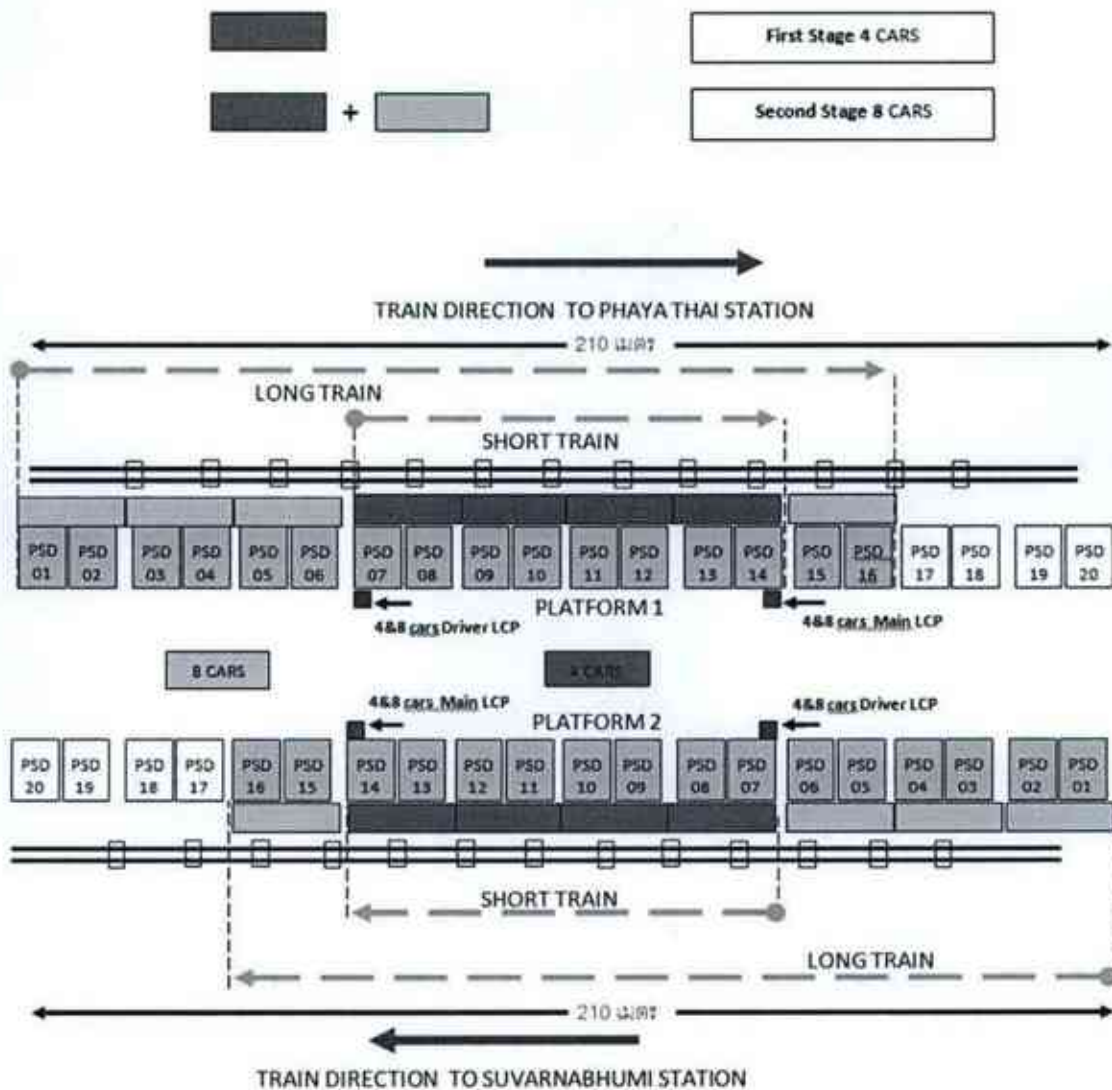 First Stage 4 CARS
+
Second Stage 8 CARS
TRAIN DIRECTION TO PHAYA THAI STATION
210 เมตร
LONG TRAIN
SHORT TRAIN
PSD 01 PSD 02 PSD 03 PSD 04 PSD 05 PSD 06 PSD 07 PSD 08 PSD 09 PSD 10 PSD 11 PSD 12 PSD 13 PSD 14 PSD 15 PSD 16 PSD 17 PSD 18 PSD 19 PSD 20
PLATFORM 1
4&8 cars Driver LCP
4&8 cars Main LCP
8 CARS
4 CARS
4&8 cars Main LCP
4&8 cars Driver LCP
PLATFORM 2
PSD 20 PSD 19 PSD 18 PSD 17 PSD 16 PSD 15 PSD 14 PSD 13 PSD 12 PSD 11 PSD 10 PSD 09 PSD 08 PSD 07 PSD 06 PSD 05 PSD 04 PSD 03 PSD 02 PSD 01
SHORT TRAIN
LONG TRAIN
210 เมตร
TRAIN DIRECTION TO SUVARNABHUMI STATION